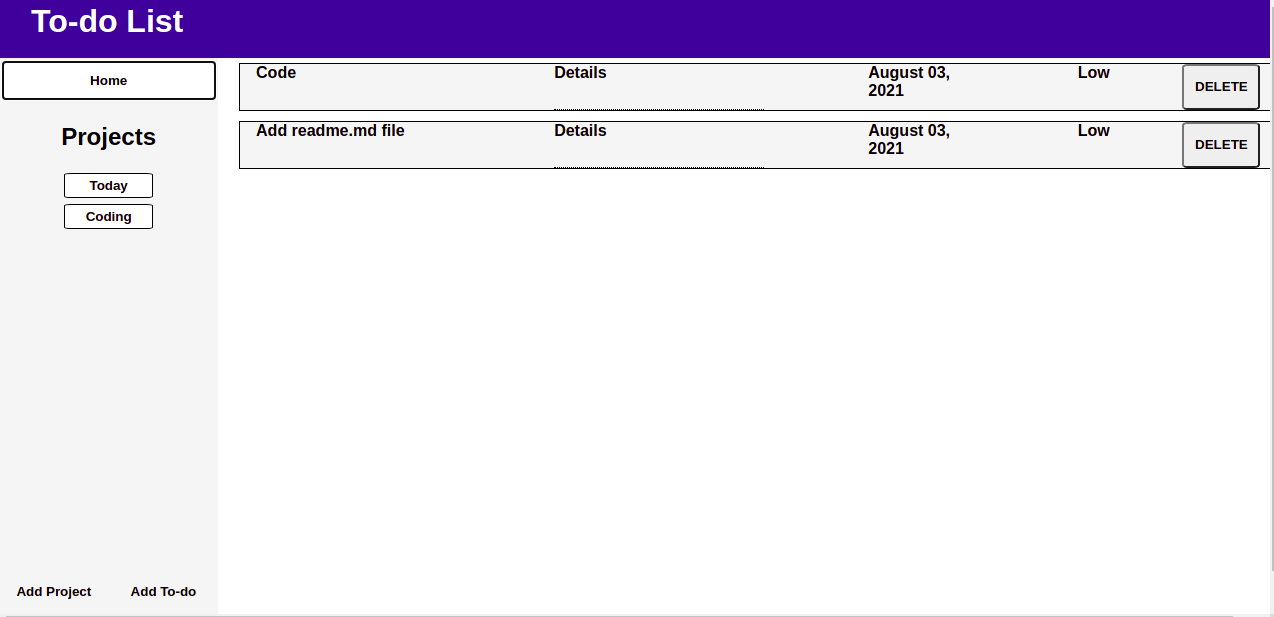 To-do List
Home
Projects
Today
Coding
Add Project
Add To-do
Code
Details
August 03,
2021
Low
DELETE
Add readme.md file
Details
August 03,
2021
Low
DELETE